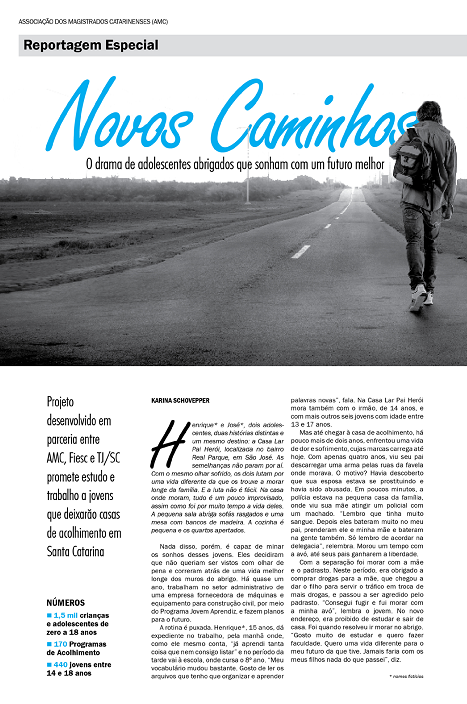 ASSOCIAÇÃO DOS MAGISTRADOS CATARINENSES (AMC)
Reportagem Especial
Novos Caminhos
O drama de adolescentes abrigados que sonham com um futuro melhor
Projeto
desenvolvido em
parceria entre
AMC, Fiesc e TJ/SC
promete estudo e
trabalho a jovens
que deixarão casas
de acolhimento em
Santa Catarina
NÚMEROS
1,5 mil crianças
e adolescentes de
zero a 18 anos
170 Programas
de Acolhimento
440 jovens entre
14 e 18 anos
KARINA SCHOVEPPER
Henrique* e José*, dois adoles-
centes, duas histórias distintas e
um mesmo destino: a Casa Lar
Pai Herói, localizada no bairro
Real Parque, em São José. As
semelhanças não param por aí.
Com o mesmo olhar sofrido, os dois lutam por
uma vida diferente da que os trouxe a morar
longe da família. E a luta não é fácil. Na casa
onde moram, tudo é um pouco improvisado,
assim como foi por muito tempo a vida deles.
A pequena sala abriga sofás rasgados e uma
mesa com bancos de madeira. A cozinha é
pequena e os quartos apertados.
Nada disso, porém, é capaz de minar
os sonhos desses jovens. Eles decidiram
que não queriam ser vistos com olhar de
pena e correram atrás de uma vida melhor
longe dos muros do abrigo. Há quase um
ano, trabalham no setor administrativo de
uma empresa fornecedora de máquinas e
equipamento para construção civil, por meio
do Programa Jovem Aprendiz, e fazem planos
para o futuro.
A rotina é puxada. Henrique*, 15 anos, dá
expediente no trabalho, pela manhã onde,
como ele mesmo conta, “já aprendi tanta
coisa que nem consigo listar” e no período da
tarde vai à escola, onde cursa o 8º ano. “Meu
vocabulário mudou bastante. Gosto de ler os
arquivos que tenho que organizar e aprender
palavras novas”, fala. Na Casa Lar Pai Herói
mora também com o irmão, de 14 anos, e
com mais outros seis jovens com idade entre
13 e 17 anos.
Mas até chegar à casa de acolhimento, há
pouco mais de dois anos, enfrentou uma vida
de dor e sofrimento, cujas marcas carrega até
hoje. Com apenas quatro anos, viu seu pai
descarregar uma arma pelas ruas da favela
onde morava. O motivo? Havia descoberto
que sua esposa estava se prostituindo e
havia sido abusada. Em poucos minutos, a
polícia estava na pequena casa da família,
onde viu sua mãe atingir um policial com
um machado. “Lembro que tinha muito
sangue. Depois eles bateram muito no meu
pai, prenderam ele e minha mãe e bateram
na gente também. Só lembro de acordar na
delegacia”, relembra. Morou um tempo com
a avó, até seus pais ganharem a liberdade.
Com a separação foi morar com a mãe
e o padrasto. Neste período, era obrigado a
comprar drogas para a mãe, que chegou a
dar o filho para servir o tráfico em troca de
mais drogas, e passou a ser agredido pelo
padrasto. “Consegui fugir e fui morar com
a minha avó”, lembra o jovem. No novo
endereço, era proibido de estudar e sair de
casa. Foi quando resolveu ir morar no abrigo.
“Gosto muito de estudar e quero fazer
faculdade. Quero uma vida diferente para o
meu futuro da que tive. Jamais faria com os
meus filhos nada do que passei”, diz.
* nomes fictícios